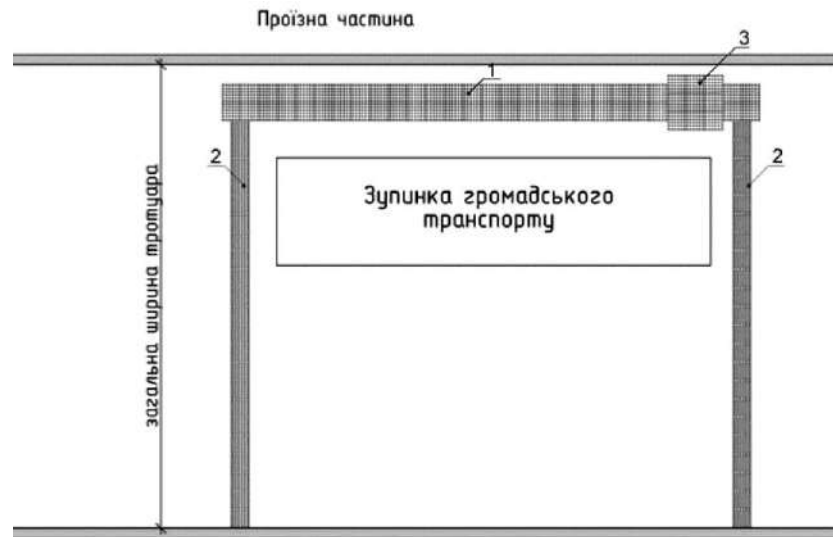 Проїзна частина
3
1
2
2
Зупинка громадського
транспорту
загальна ширина тротуара